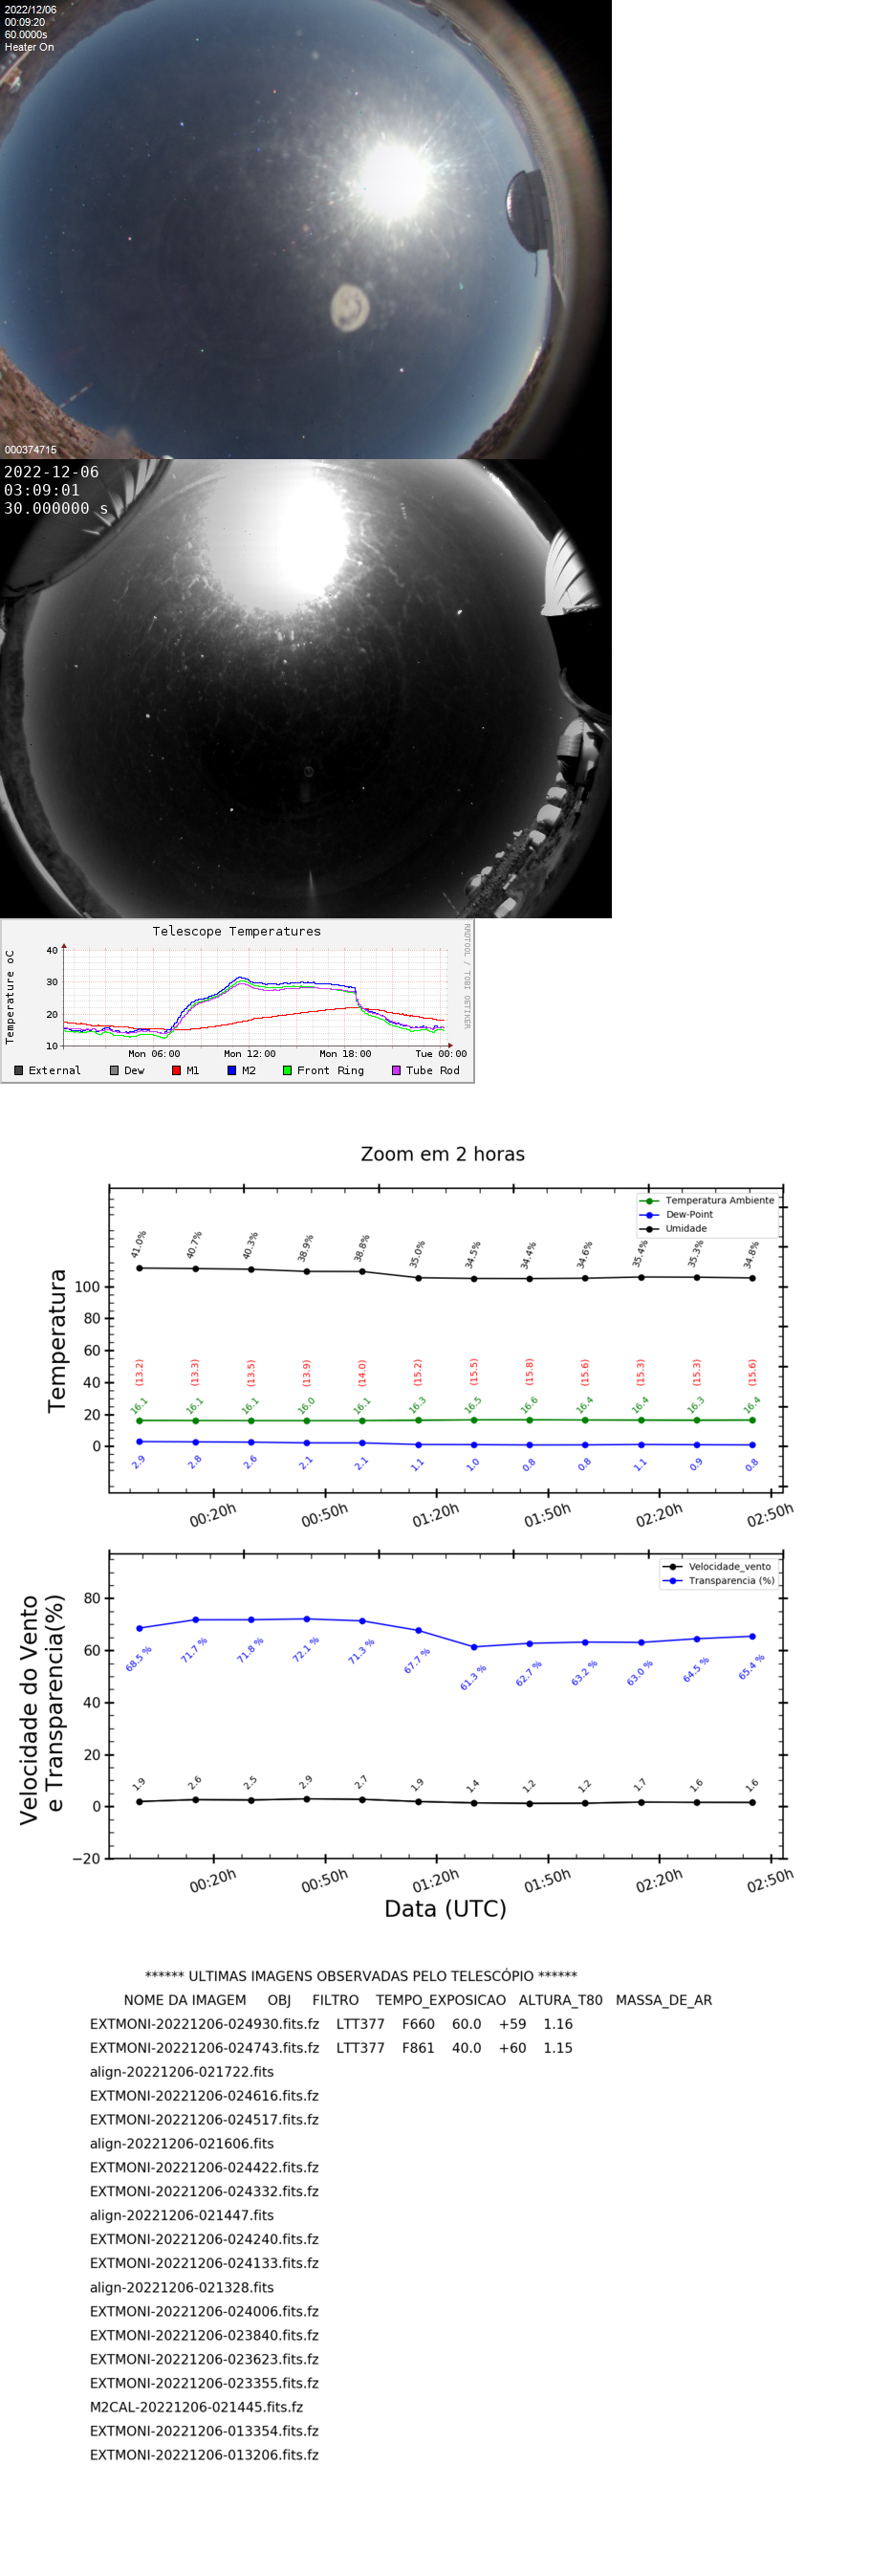 2022/12/06
00:09:20
60.0000s
Heater On
000374715
2022-12-06
03:09:01
30.000000 s
Telescope Temperatures
RRDTOOL / TOBI OETIKER
Temperature oC
40
30
20
10
Mon 06:00 Mon 12:00 Mon 18:00 Tue 00:00
External Dew M1 M2 Front Ring Tube Rod
Zoom em 2 horas
Temperatura Ambiente
Dew-Point
Umidade
Temperatura
41.0% 40.7% 40.3% 38.9% 38.8% 35.0% 34.5% 34.4% 34.6% 35.4% 35.3% 34.8%
100
80
60
40
20
0
(13.2) (13.3) (13.5) (13.9) (14.0) (15.2) (15.5) (15.8) (15.6) (15.3) (15.3) (15.6)
16.1 16.1 16.1 16.0 16.1 16.3 16.5 16.6 16.4 16.4 16.3 16.4
2.9 2.8 2.6 2.1 2.1 1.1 1.0 0.8 0.8 1.1 0.9 0.8
00:20h 00:50h 01:20h 01:50h 02:20h 02:50h
Velocidade_vento
Transparencia (%)
Velocidade do Vento
e Transparencia(%)
80
60
40
20
0
−20
68.5 % 71.7 % 71.8 % 72.1 % 71.3 % 67.7 % 61.3 % 62.7 % 63.2 % 63.0 % 64.5 % 65.4 %
1.9 2.6 2.5 2.9 2.7 1.9 1.4 1.2 1.2 1.7 1.6 1.6
00:20h 00:50h 01:20h 01:50h 02:20h 02:50h
Data (UTC)
****** ULTIMAS IMAGENS OBSERVADAS PELO TELESCÓPIO ******
NOME DA IMAGEM OBJ FILTRO TEMPO_EXPOSICAO ALTURA_T80 MASSA_DE_AR
EXTMONI-20221206-024930.fits.fz LTT377 F660 60.0 +59 1.16
EXTMONI-20221206-024743.fits.fz LTT377 F861 40.0 +60 1.15
align-20221206-021722.fits
EXTMONI-20221206-024616.fits.fz
EXTMONI-20221206-024517.fits.fz
align-20221206-021606.fits
EXTMONI-20221206-024422.fits.fz
EXTMONI-20221206-024332.fits.fz
align-20221206-021447.fits
EXTMONI-20221206-024240.fits.fz
EXTMONI-20221206-024133.fits.fz
align-20221206-021328.fits
EXTMONI-20221206-024006.fits.fz
EXTMONI-20221206-023840.fits.fz
EXTMONI-20221206-023623.fits.fz
EXTMONI-20221206-023355.fits.fz
M2CAL-20221206-021445.fits.fz
EXTMONI-20221206-013354.fits.fz
EXTMONI-20221206-013206.fits.fz